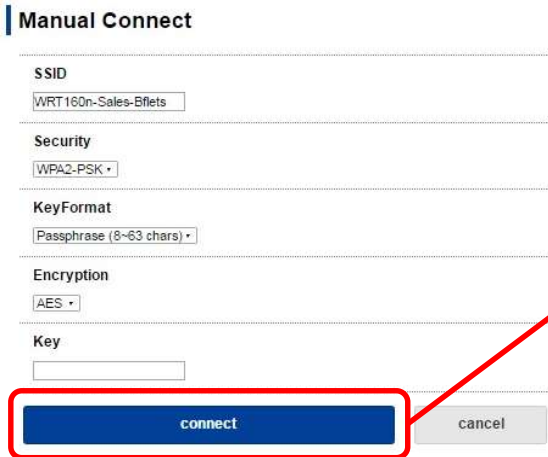 Manual Connect
SSID
WRT160n-Sales-Bflets
Security
WPA2-PSK
KeyFormat
Passphrase (8~63 chars)
Encryption
AES
Key
connect
cancel